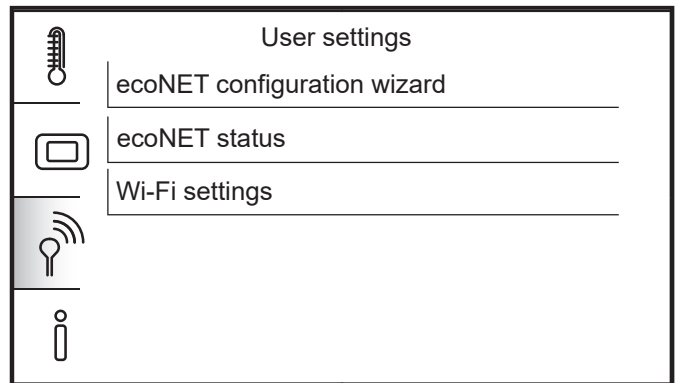 User settings
ecoNET configuration wizard
ecoNET status
Wi-Fi settings